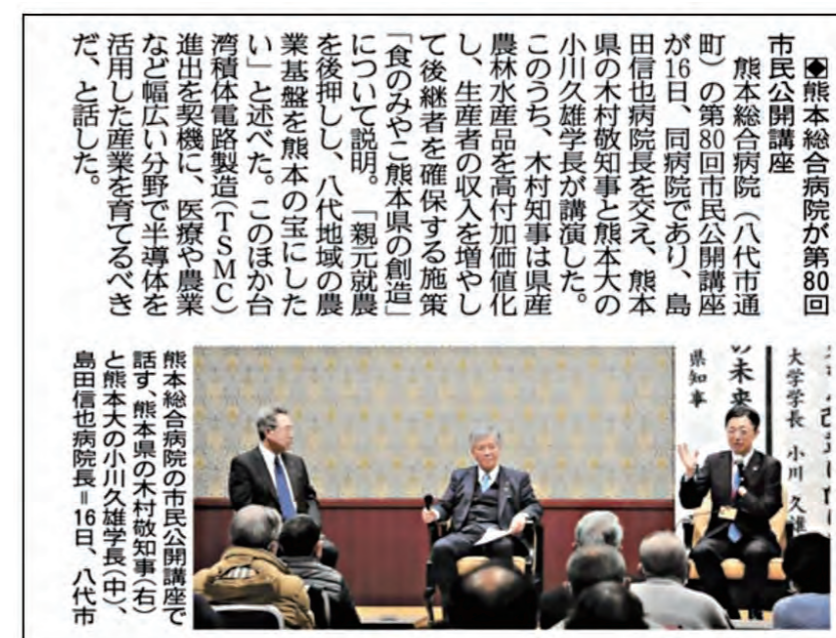 ◆熊本総合病院が第80回
市民公開講座
熊本総合病院（八代市通
町）の第80回市民公開講座
が16日、同病院であり、島
田信也病院長を交え、熊本
県の木村敬知事と熊本大の
小川久雄学長が講演した。
このうち、木村知事は県産
農林水産品を高付加価値化
し、生産者の収入を増やし
て後継者を確保する施策
「食のみやこ熊本県の創造」
について説明。「親元就農
を後押しし、八代地域の農
業基盤を熊本の宝にした
い」と述べた。このほか台
湾積体電路製造（TSMC）
進出を契機に、医療や農業
など幅広い分野で半導体を
活用した産業を育てるべき
だ、と話した。
大学学長 小川久雄
の未来
県知事
熊本総合病院の市民公開講座で
話す、熊本県の木村敬知事（右）
と熊本大の小川久雄学長（中）、
島田信也病院長＝16日、八代市